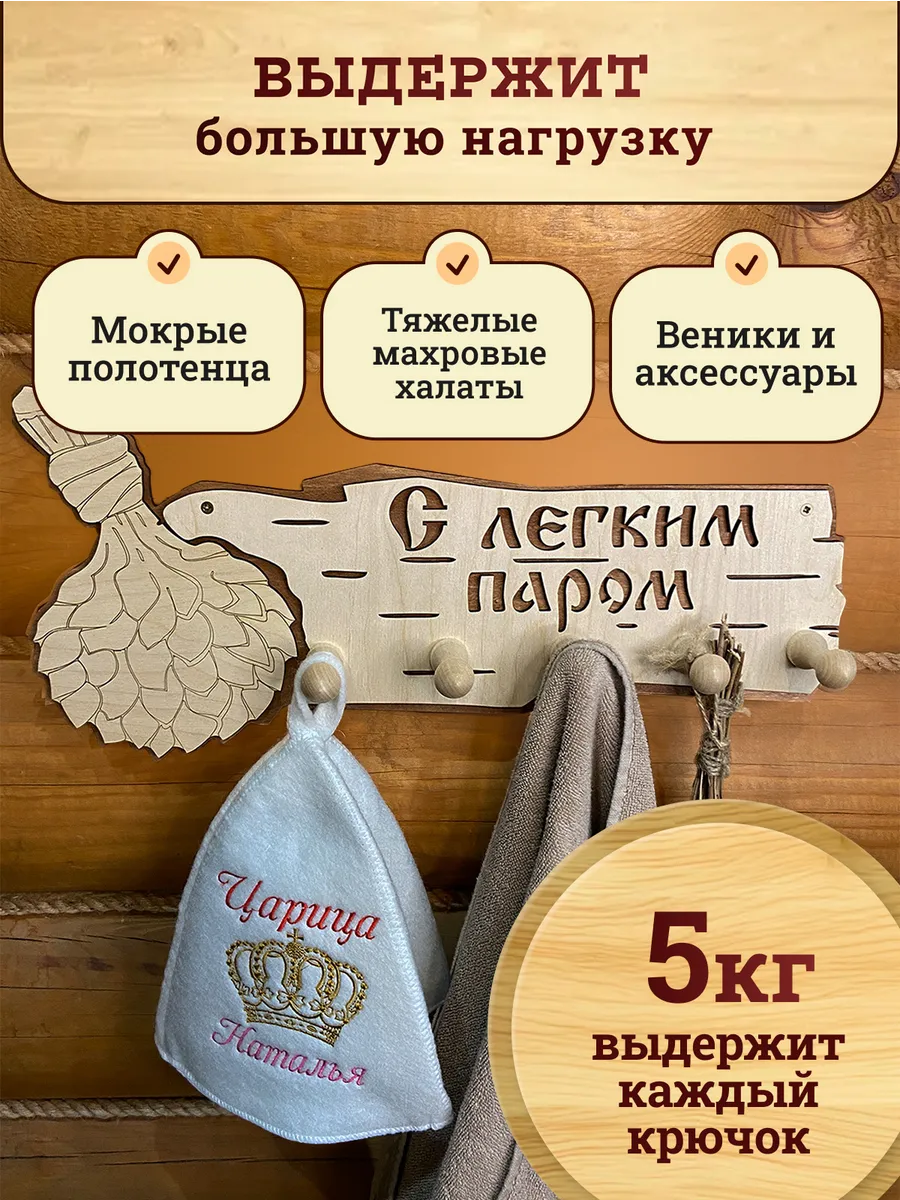 ВЫДЕРЖИТ
большую нагрузку
Мокрые
полотенца
Тяжелые
махровые
халаты
Веники и
аксессуары
С легким
паром
Царица
Наталья
5кг
выдержит
каждый
крючок